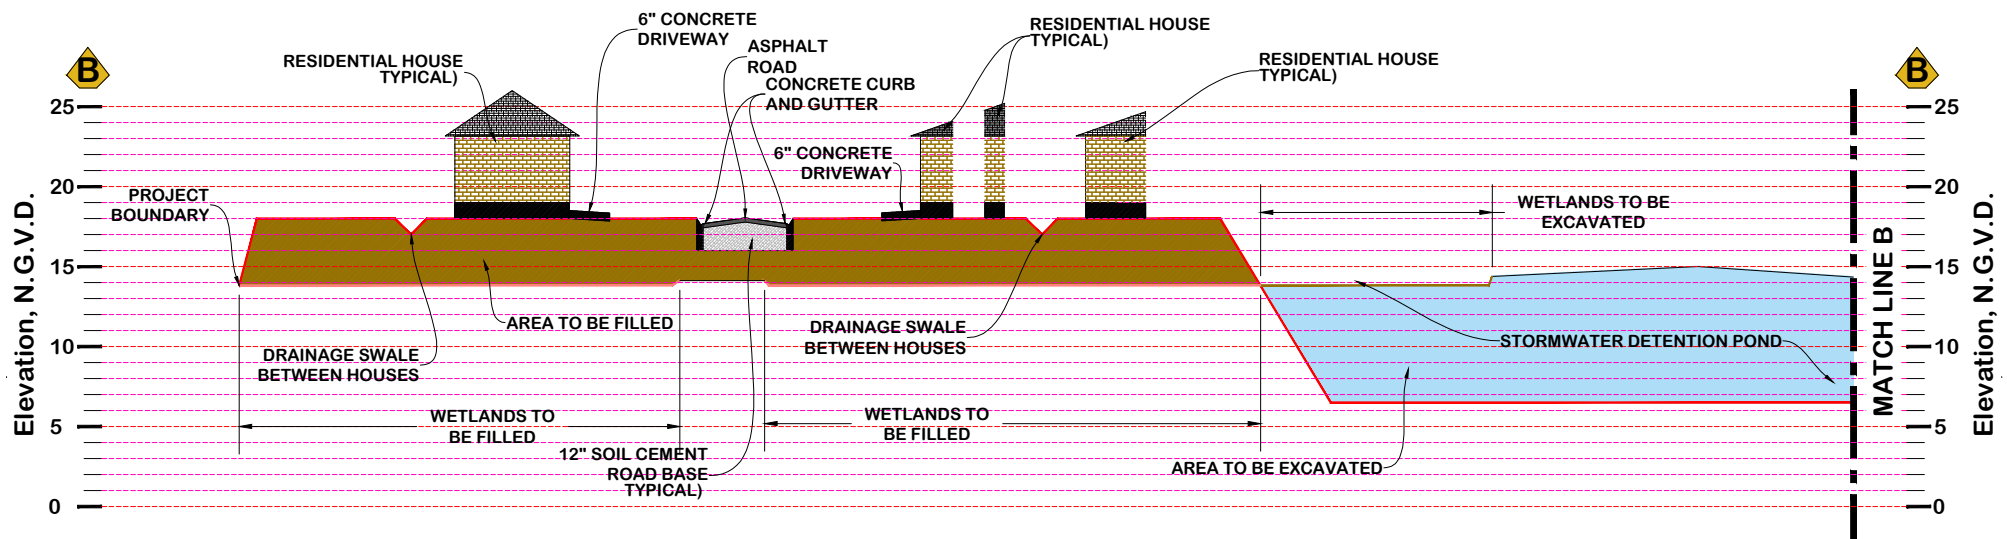 6" CONCRETE
DRIVEWAY
RESIDENTIAL HOUSE
TYPICAL)
ASPHALT
ROAD
RESIDENTIAL HOUSE
TYPICAL)
RESIDENTIAL HOUSE
TYPICAL)
B
B
CONCRETE CURB
AND GUTTER
6" CONCRETE
DRIVEWAY
PROJECT
BOUNDARY
WETLANDS TO BE
EXCAVATED
AREA TO BE FILLED
DRAINAGE SWALE
BETWEEN HOUSES
DRAINAGE SWALE
BETWEEN HOUSES
STORMWATER DETENTION POND
WETLANDS TO
BE FILLED
WETLANDS TO
BE FILLED
12" SOIL CEMENT
ROAD BASE
TYPICAL)
AREA TO BE EXCAVATED
MATCH LINE B
Elevation, N.G.V.D.
25
20
15
10
5
0
Elevation, N.G.V.D.
25
20
15
10
5
0